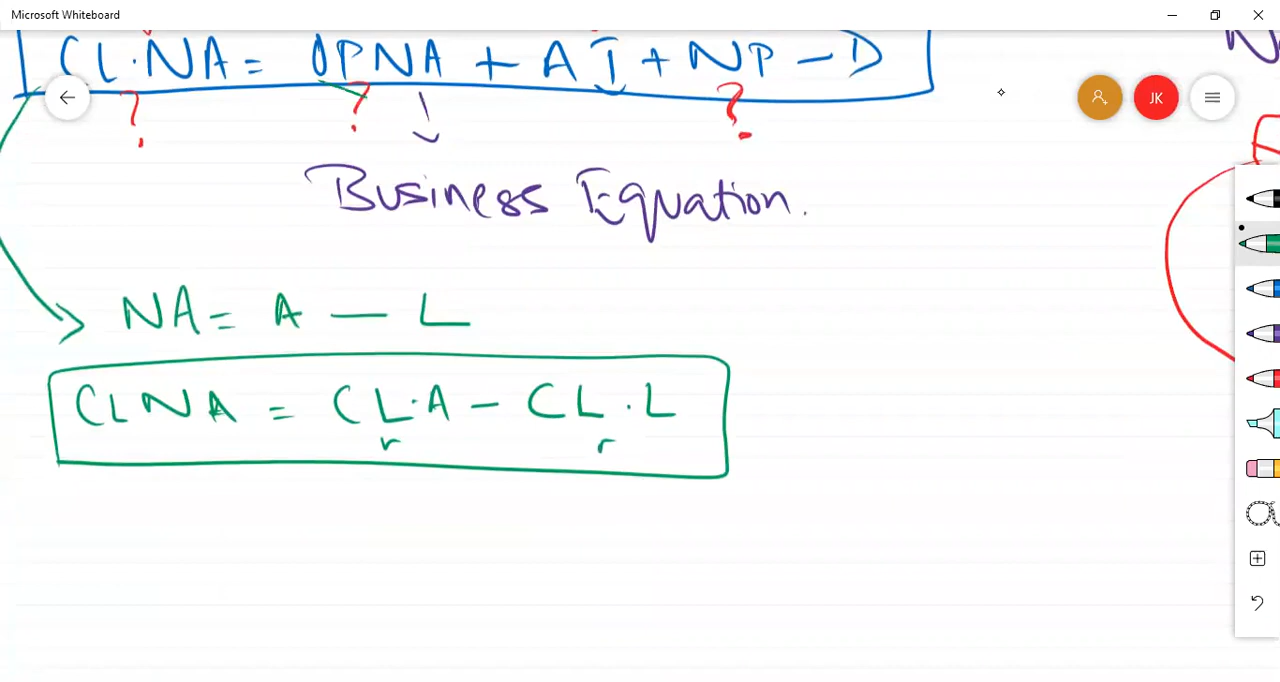 Microsoft Whiteboard
CL.NA = OPNA + AI + NP - D
? ? ?
JK
Business Equation.
NA = A - L
CLNA = CL.A - CL.L
r r